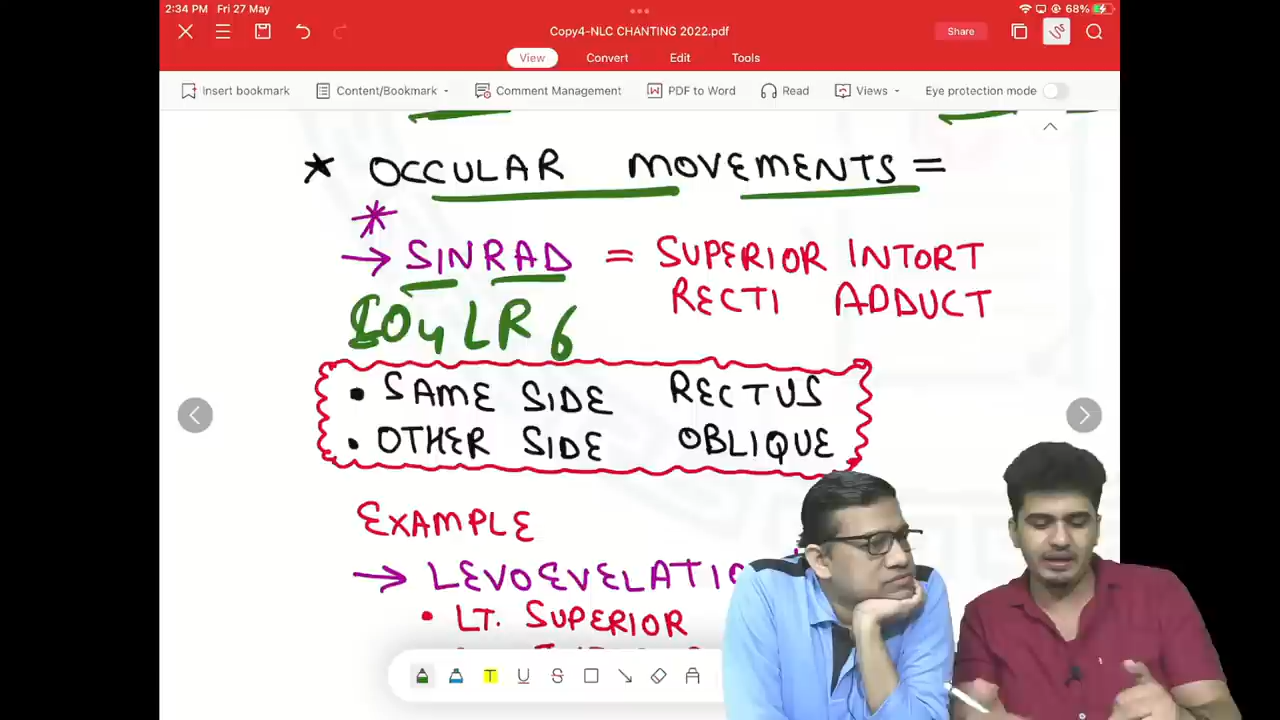 2:34 PM Fri 27 May
68%
Copy4-NLC CHANTING 2022.pdf
Share
View Convert Edit Tools
Insert bookmark Content/Bookmark Comment Management PDF to Word Read Views Eye protection mode
* OCCULAR MOVEMENTS =
*
→ SINRAD = SUPERIOR INTORT
RECTI ADDUCT
SO4 LR6
• SAME SIDE RECTUS
• OTHER SIDE OBLIQUE
EXAMPLE
→ LEVOEVELATIO
• LT. SUPERIOR